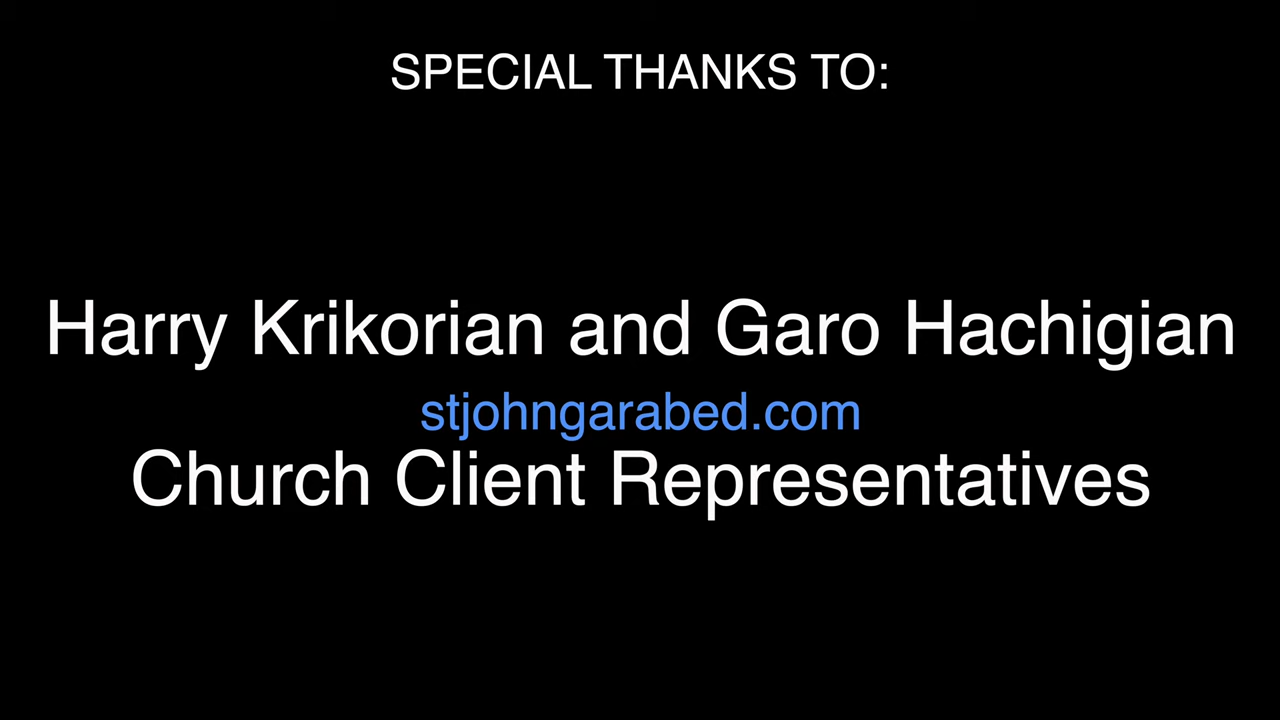 SPECIAL THANKS TO:
Harry Krikorian and Garo Hachigian
stjohngarabed.com
Church Client Representatives